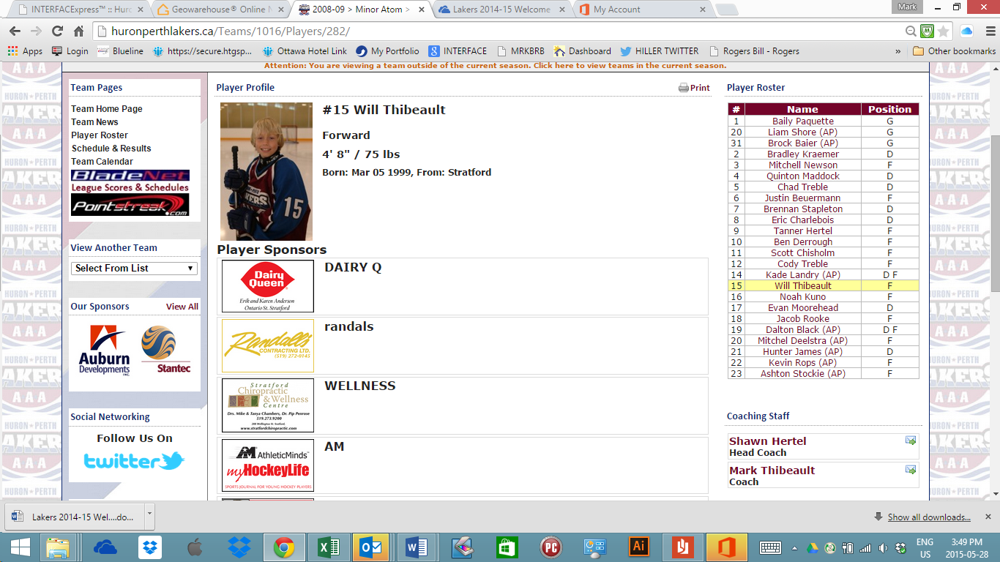 INTERFACExpress™ :: Huro
Geowarehouse® Online N
2008-09 > Minor Atom >
Lakers 2014-15 Welcome
My Account
Mark
huronperthlakers.ca/Teams/1016/Players/282/
Apps
Login
Blueline
https://secure.htgsp...
Ottawa Hotel Link
My Portfolio
INTERFACE
MRKBRB
Dashboard
HILLER TWITTER
Rogers Bill - Rogers
»
Other bookmarks
Attention: You are viewing a team outside of the current season. Click here to view teams in the current season.
Team Pages
Team Home Page
Team News
Player Roster
Schedule & Results
Team Calendar
BladeNet
League Scores & Schedules
Pointstreak.com
View Another Team
Select From List
Our Sponsors
View All
Auburn
Developments
INC.
Stantec
Social Networking
Follow Us On
twitter
Player Profile
Print
#15 Will Thibeault
Forward
4' 8" / 75 lbs
Born: Mar 05 1999, From: Stratford
15
Player Sponsors
Dairy
Queen
Erik and Karen Anderson
Ontario St. Stratford
DAIRY Q
Randall's
CONTRACTING LTD.
(519) 272-0145
randals
Stratford
Chiropractic
& Wellness
Centre
Drs. Mike & Tanya Chambers, Dr. Pip Penrose
519.273.9200
100 Wellington St. Stratford.
www.stratfordchiropractic.com
WELLNESS
AM AthleticMinds™
myHockeyLife
SPORTS JOURNAL FOR YOUNG HOCKEY PLAYERS
AM
Player Roster
# Name Position
1 Baily Paquette G
20 Liam Shore (AP) G
31 Brock Baier (AP) G
2 Bradley Kraemer D
3 Mitchell Newson F
4 Quinton Maddock D
5 Chad Treble D
6 Justin Beuermann F
7 Brennan Stapleton D
8 Eric Charlebois D
9 Tanner Hertel F
10 Ben Derrough F
11 Scott Chisholm F
12 Cody Treble F
14 Kade Landry (AP) D F
15 Will Thibeault F
16 Noah Kuno F
17 Evan Moorehead D
18 Jacob Rooke F
19 Dalton Black (AP) D F
20 Mitchel Deelstra (AP) F
21 Hunter James (AP) D
22 Kevin Rops (AP) F
23 Ashton Stockie (AP) F
Coaching Staff
Shawn Hertel
Head Coach
Mark Thibeault
Coach
Lakers 2014-15 Wel....do...
Show all downloads...
ENG
US
3:49 PM
2015-05-28